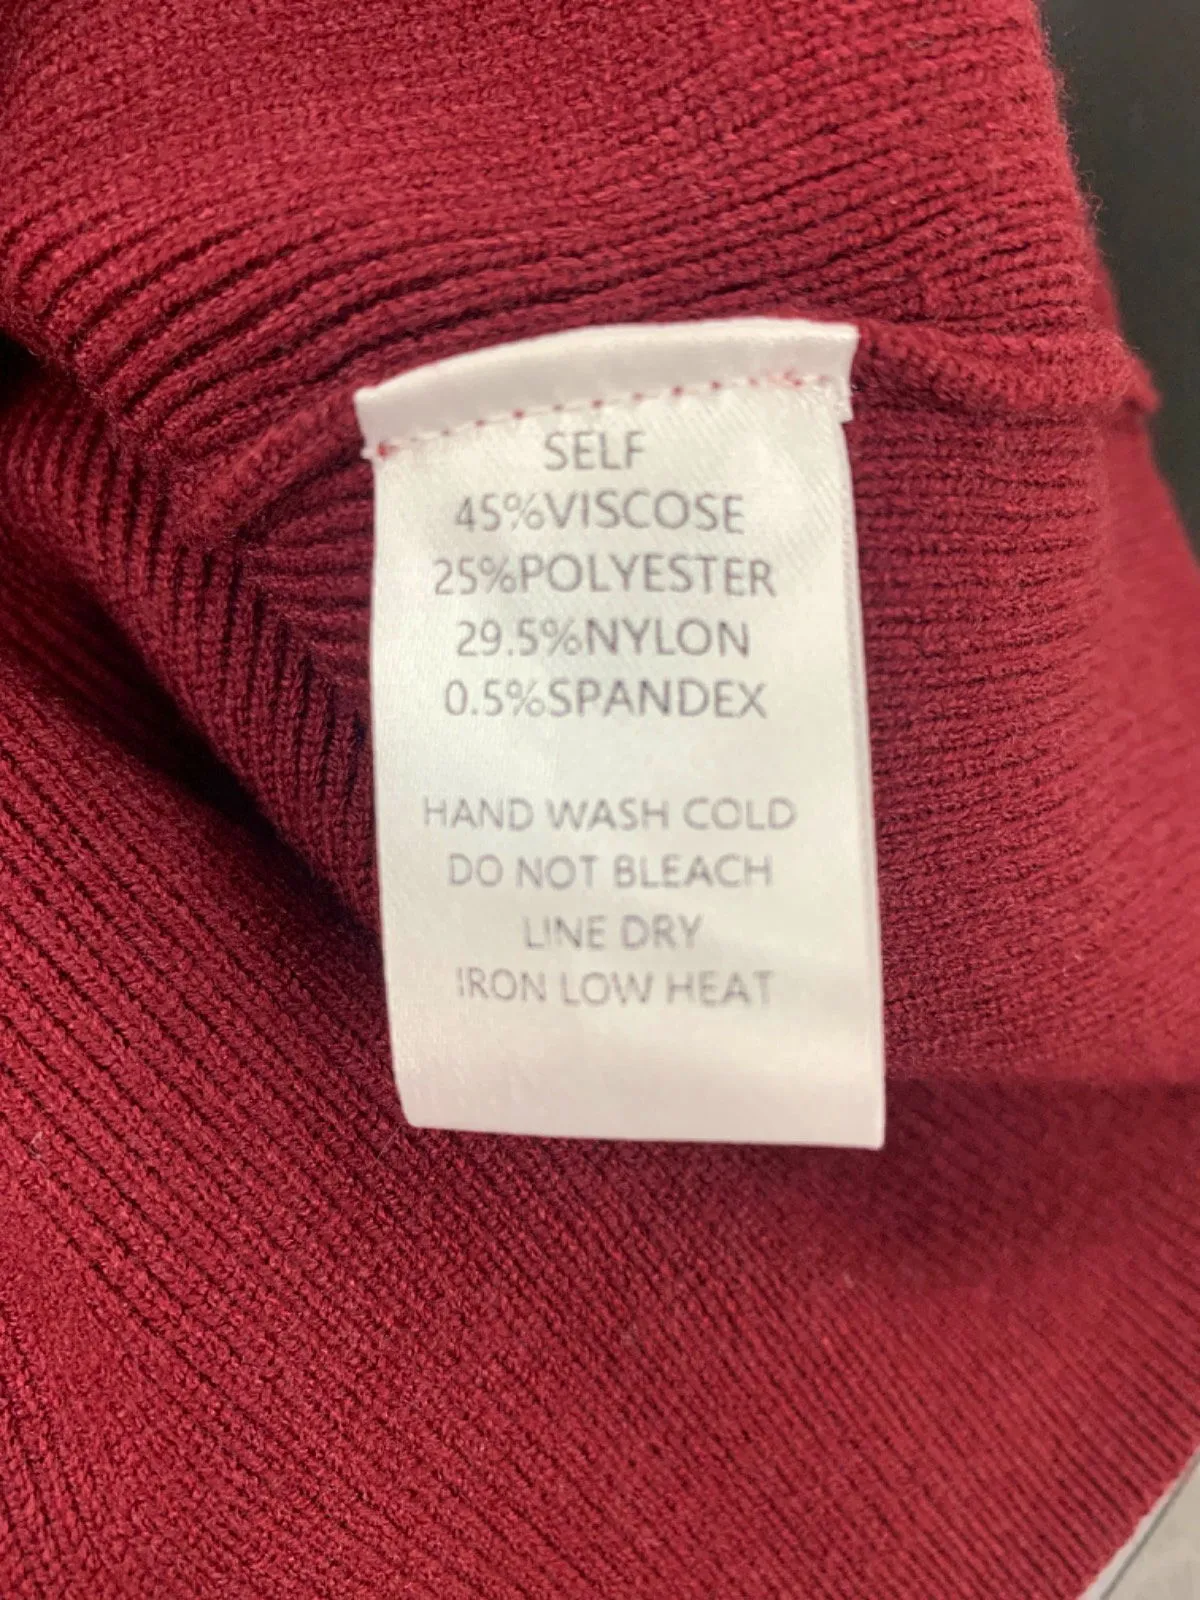 SELF
45%VISCOSE
25%POLYESTER
29.5%NYLON
0.5%SPANDEX
HAND WASH COLD
DO NOT BLEACH
LINE DRY
IRON LOW HEAT